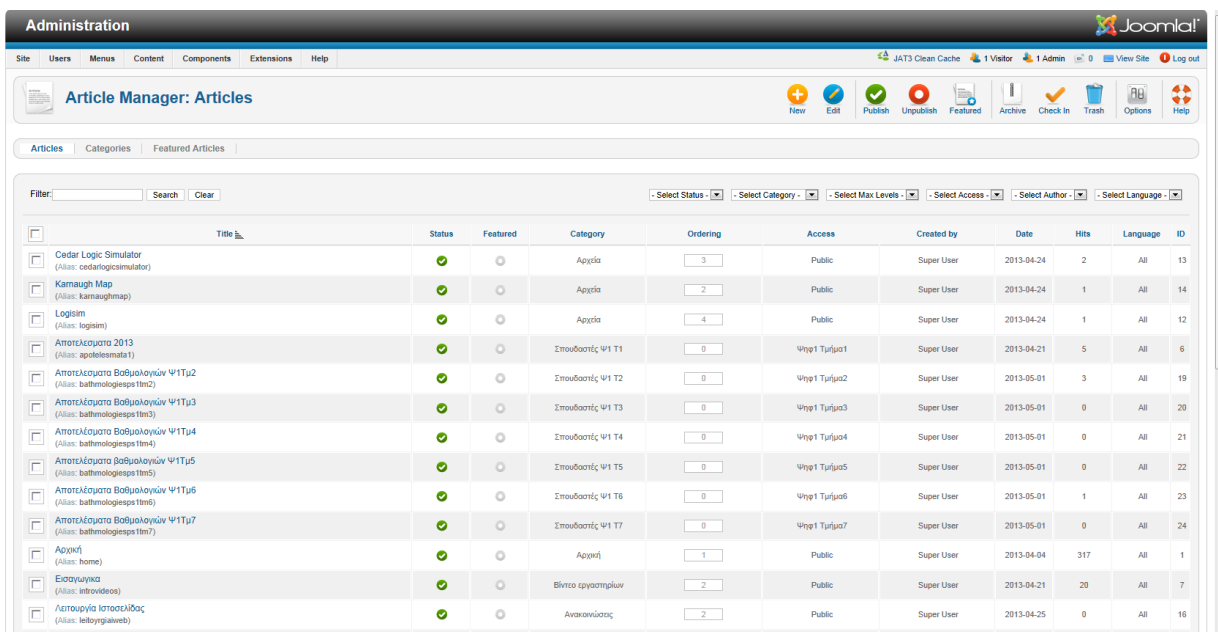 Administration
Joomla!
Site Users Menus Content Components Extensions Help JAT3 Clean Cache 1 Visitor 1 Admin 0 View Site Log out
Article Manager: Articles
New Edit Publish Unpublish Featured Archive Check In Trash Options Help
Articles Categories Featured Articles
Filter: Search Clear - Select Status - - Select Category - - Select Max Levels - - Select Access - - Select Author - - Select Language -
Title Status Featured Category Ordering Access Created by Date Hits Language ID
Cedar Logic Simulator
(Alias: cedarlogicsimulator) Αρχεία 3 Public Super User 2013-04-24 2 All 13
Karnaugh Map
(Alias: karnaughmap) Αρχεία 2 Public Super User 2013-04-24 1 All 14
Logisim
(Alias: logisim) Αρχεία 4 Public Super User 2013-04-24 1 All 12
Αποτελεσματα 2013
(Alias: apotelesmata1) Σπουδαστές Ψ1 Τ1 0 Ψηφ1 Τμήμα1 Super User 2013-04-21 5 All 6
Αποτελέσματα Βαθμολογιών Ψ1Τμ2
(Alias: bathmologiesps1tm2) Σπουδαστές Ψ1 Τ2 0 Ψηφ1 Τμήμα2 Super User 2013-05-01 3 All 19
Αποτελέσματα Βαθμολογιών Ψ1Τμ3
(Alias: bathmologiesps1tm3) Σπουδαστές Ψ1 Τ3 0 Ψηφ1 Τμήμα3 Super User 2013-05-01 0 All 20
Αποτελέσματα Βαθμολογιών Ψ1Τμ4
(Alias: bathmologiesps1tm4) Σπουδαστές Ψ1 Τ4 0 Ψηφ1 Τμήμα4 Super User 2013-05-01 0 All 21
Αποτελέσματα βαθμολογιών Ψ1Τμ5
(Alias: bathmologiesps1tm5) Σπουδαστές Ψ1 Τ5 0 Ψηφ1 Τμήμα5 Super User 2013-05-01 0 All 22
Αποτελέσματα Βαθμολογιών Ψ1Τμ6
(Alias: bathmologiesps1tm6) Σπουδαστές Ψ1 Τ6 0 Ψηφ1 Τμήμα6 Super User 2013-05-01 1 All 23
Αποτελέσματα Βαθμολογιών Ψ1Τμ7
(Alias: bathmologiesps1tm7) Σπουδαστές Ψ1 Τ7 0 Ψηφ1 Τμήμα7 Super User 2013-05-01 0 All 24
Αρχική
(Alias: home) Αρχική 1 Public Super User 2013-04-04 317 All 1
Εισαγωγικα
(Alias: introvideos) Βίντεο εργαστηρίων 2 Public Super User 2013-04-21 20 All 7
Λειτουργία Ιστοσελίδας
(Alias: leitoyrgiaiweb) Ανακοινώσεις 2 Public Super User 2013-04-25 0 All 16